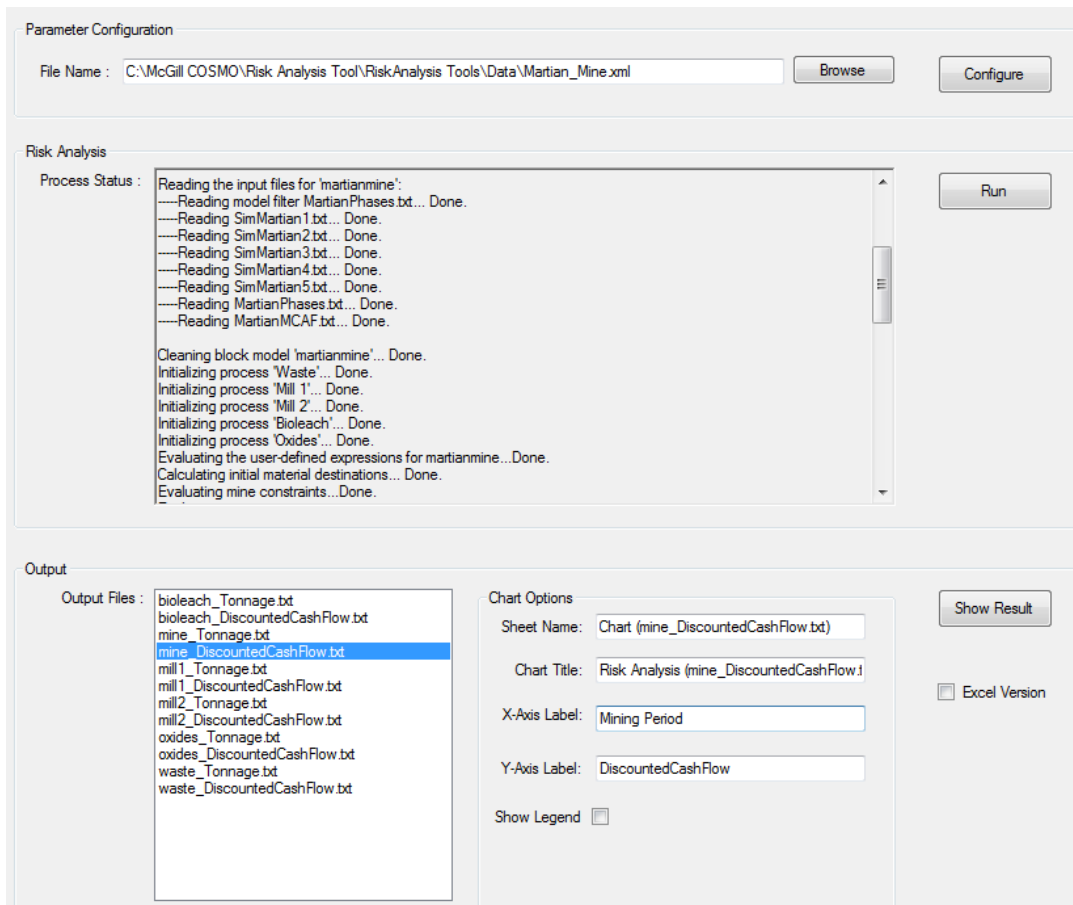 Parameter Configuration
File Name : C:\McGill COSMO\Risk Analysis Tool\RiskAnalysis Tools\Data\Martian_Mine.xml Browse Configure
Risk Analysis
Process Status : Run
Reading the input files for 'martianmine':
-----Reading model filter MartianPhases.txt... Done.
-----Reading SimMartian1.txt... Done.
-----Reading SimMartian2.txt... Done.
-----Reading SimMartian3.txt... Done.
-----Reading SimMartian4.txt... Done.
-----Reading SimMartian5.txt... Done.
-----Reading MartianPhases.txt... Done.
-----Reading MartianMCAF.txt... Done.
Cleaning block model 'martianmine'... Done.
Initializing process 'Waste'... Done.
Initializing process 'Mill 1'... Done.
Initializing process 'Mill 2'... Done.
Initializing process 'Bioleach'... Done.
Initializing process 'Oxides'... Done.
Evaluating the user-defined expressions for martianmine...Done.
Calculating initial material destinations... Done.
Evaluating mine constraints...Done.
Output
Output Files :
bioleach_Tonnage.txt
bioleach_DiscountedCashFlow.txt
mine_Tonnage.txt
mine_DiscountedCashFlow.txt
mill1_Tonnage.txt
mill1_DiscountedCashFlow.txt
mill2_Tonnage.txt
mill2_DiscountedCashFlow.txt
oxides_Tonnage.txt
oxides_DiscountedCashFlow.txt
waste_Tonnage.txt
waste_DiscountedCashFlow.txt
Chart Options
Sheet Name: Chart (mine_DiscountedCashFlow.txt)
Chart Title: Risk Analysis (mine_DiscountedCashFlow.t
X-Axis Label: Mining Period
Y-Axis Label: DiscountedCashFlow
Show Legend
Show Result
Excel Version